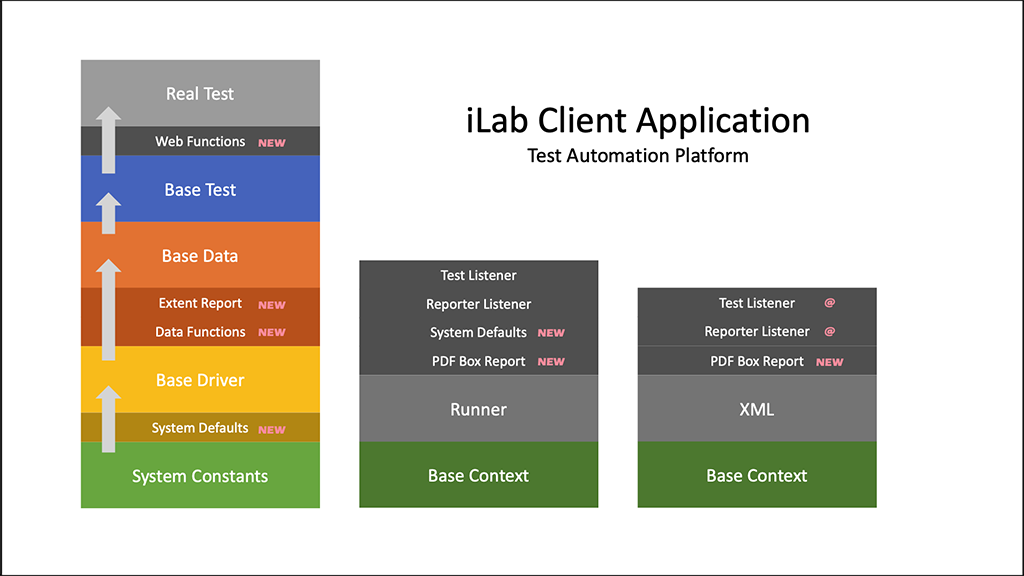 iLab Client Application
Test Automation Platform
Real Test
Web Functions NEW
Base Test
Base Data
Extent Report NEW
Data Functions NEW
Base Driver
System Defaults NEW
System Constants
Test Listener
Reporter Listener
System Defaults NEW
PDF Box Report NEW
Runner
Base Context
Test Listener @
Reporter Listener @
PDF Box Report NEW
XML
Base Context